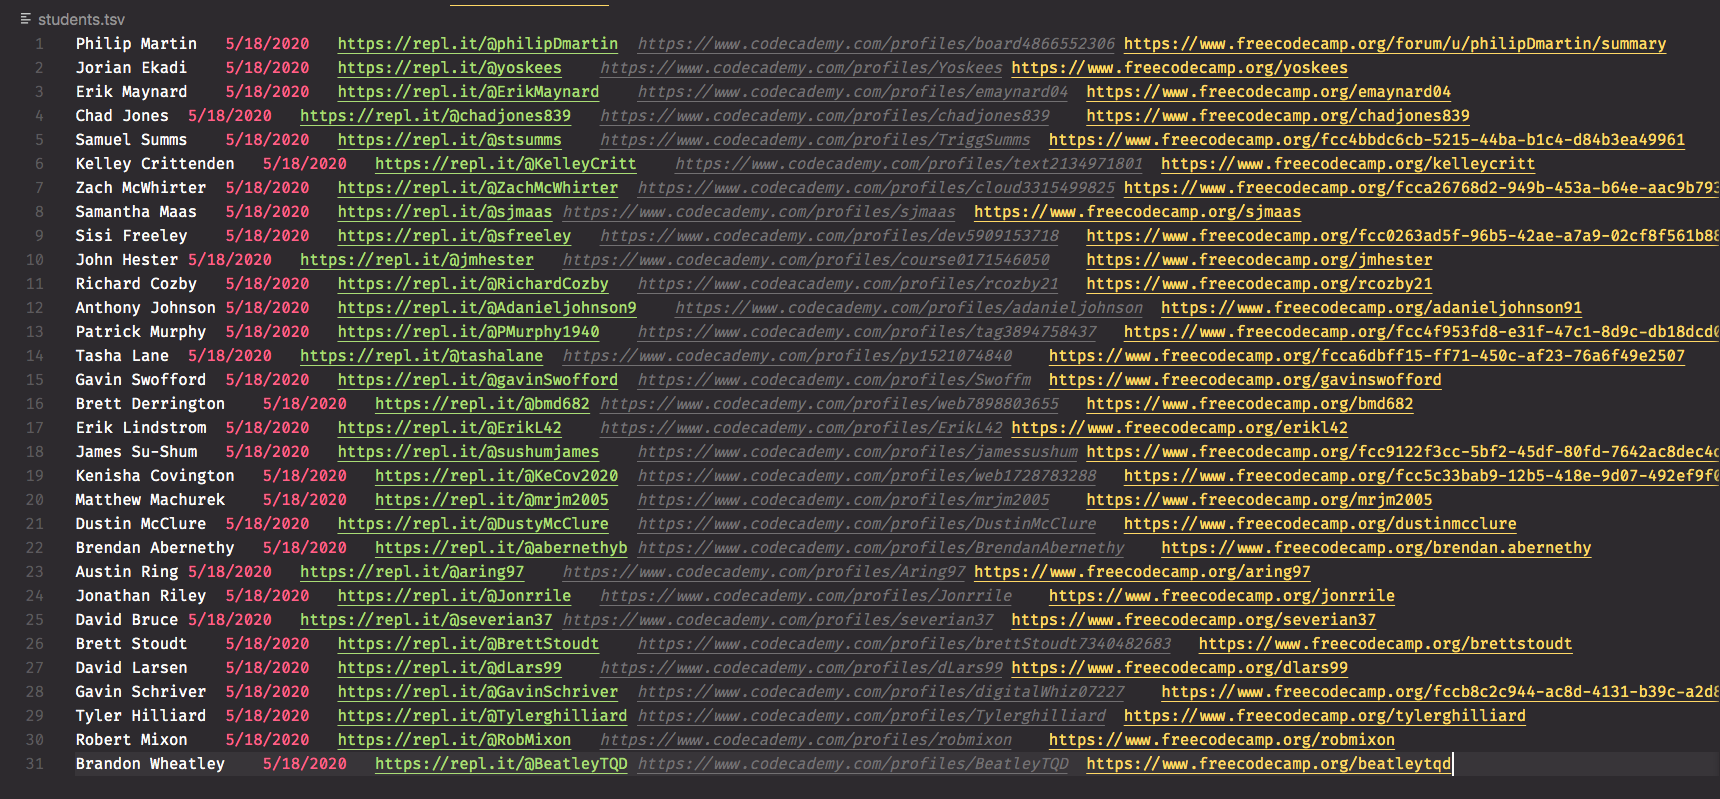 students.tsv
1 Philip Martin 5/18/2020 https://repl.it/@philipDmartin https://www.codecademy.com/profiles/board4866552306 https://www.freecodecamp.org/forum/u/philipDmartin/summary
2 Jorian Ekadi 5/18/2020 https://repl.it/@yoskees https://www.codecademy.com/profiles/Yoskees https://www.freecodecamp.org/yoskees
3 Erik Maynard 5/18/2020 https://repl.it/@ErikMaynard https://www.codecademy.com/profiles/emaynard04 https://www.freecodecamp.org/emaynard04
4 Chad Jones 5/18/2020 https://repl.it/@chadjones839 https://www.codecademy.com/profiles/chadjones839 https://www.freecodecamp.org/chadjones839
5 Samuel Summs 5/18/2020 https://repl.it/@stsumms https://www.codecademy.com/profiles/TriggSumms https://www.freecodecamp.org/fcc4bbdc6cb-5215-44ba-b1c4-d84b3ea49961
6 Kelley Crittenden 5/18/2020 https://repl.it/@KelleyCritt https://www.codecademy.com/profiles/text2134971801 https://www.freecodecamp.org/kelleycritt
7 Zach McWhirter 5/18/2020 https://repl.it/@ZachMcWhirter https://www.codecademy.com/profiles/cloud3315499825 https://www.freecodecamp.org/fcca26768d2-949b-453a-b64e-aac9b793
8 Samantha Maas 5/18/2020 https://repl.it/@sjmaas https://www.codecademy.com/profiles/sjmaas https://www.freecodecamp.org/sjmaas
9 Sisi Freeley 5/18/2020 https://repl.it/@sfreeley https://www.codecademy.com/profiles/dev5909153718 https://www.freecodecamp.org/fcc0263ad5f-96b5-42ae-a7a9-02cf8f561b88
10 John Hester 5/18/2020 https://repl.it/@jmhester https://www.codecademy.com/profiles/course0171546050 https://www.freecodecamp.org/jmhester
11 Richard Cozby 5/18/2020 https://repl.it/@RichardCozby https://www.codeacademy.com/profiles/rcozby21 https://www.freecodecamp.org/rcozby21
12 Anthony Johnson 5/18/2020 https://repl.it/@Adanieljohnson9 https://www.codecademy.com/profiles/adanieljohnson https://www.freecodecamp.org/adanieljohnson91
13 Patrick Murphy 5/18/2020 https://repl.it/@PMurphy1940 https://www.codecademy.com/profiles/tag3894758437 https://www.freecodecamp.org/fcc4f953fd8-e31f-47c1-8d9c-db18dcd0
14 Tasha Lane 5/18/2020 https://repl.it/@tashalane https://www.codecademy.com/profiles/py1521074840 https://www.freecodecamp.org/fcca6dbff15-ff71-450c-af23-76a6f49e2507
15 Gavin Swofford 5/18/2020 https://repl.it/@gavinSwofford https://www.codecademy.com/profiles/Swoffm https://www.freecodecamp.org/gavinswofford
16 Brett Derrington 5/18/2020 https://repl.it/@bmd682 https://www.codecademy.com/profiles/web7898803655 https://www.freecodecamp.org/bmd682
17 Erik Lindstrom 5/18/2020 https://repl.it/@ErikL42 https://www.codecademy.com/profiles/ErikL42 https://www.freecodecamp.org/erikl42
18 James Su-Shum 5/18/2020 https://repl.it/@sushumjames https://www.codecademy.com/profiles/jamessushum https://www.freecodecamp.org/fcc9122f3cc-5bf2-45df-80fd-7642ac8dec4c
19 Kenisha Covington 5/18/2020 https://repl.it/@KeCov2020 https://www.codecademy.com/profiles/web1728783288 https://www.freecodecamp.org/fcc5c33bab9-12b5-418e-9d07-492ef9f0
20 Matthew Machurek 5/18/2020 https://repl.it/@mrjm2005 https://www.codecademy.com/profiles/mrjm2005 https://www.freecodecamp.org/mrjm2005
21 Dustin McClure 5/18/2020 https://repl.it/@DustyMcClure https://www.codecademy.com/profiles/DustinMcClure https://www.freecodecamp.org/dustinmcclure
22 Brendan Abernethy 5/18/2020 https://repl.it/@abernethyb https://www.codecademy.com/profiles/BrendanAbernethy https://www.freecodecamp.org/brendan.abernethy
23 Austin Ring 5/18/2020 https://repl.it/@aring97 https://www.codecademy.com/profiles/Aring97 https://www.freecodecamp.org/aring97
24 Jonathan Riley 5/18/2020 https://repl.it/@Jonrrile https://www.codecademy.com/profiles/Jonrrile https://www.freecodecamp.org/jonrrile
25 David Bruce 5/18/2020 https://repl.it/@severian37 https://www.codecademy.com/profiles/severian37 https://www.freecodecamp.org/severian37
26 Brett Stoudt 5/18/2020 https://repl.it/@BrettStoudt https://www.codecademy.com/profiles/brettStoudt7340482683 https://www.freecodecamp.org/brettstoudt
27 David Larsen 5/18/2020 https://repl.it/@dLars99 https://www.codecademy.com/profiles/dLars99 https://www.freecodecamp.org/dlars99
28 Gavin Schriver 5/18/2020 https://repl.it/@GavinSchriver https://www.codecademy.com/profiles/digitalWhiz07227 https://www.freecodecamp.org/fccb8c2c944-ac8d-4131-b39c-a2d8
29 Tyler Hilliard 5/18/2020 https://repl.it/@Tylerghilliard https://www.codecademy.com/profiles/Tylerghilliard https://www.freecodecamp.org/tylerghilliard
30 Robert Mixon 5/18/2020 https://repl.it/@RobMixon https://www.codecademy.com/profiles/robmixon https://www.freecodecamp.org/robmixon
31 Brandon Wheatley 5/18/2020 https://repl.it/@BeatleyTQD https://www.codecademy.com/profiles/BeatleyTQD https://www.freecodecamp.org/beatleytqd